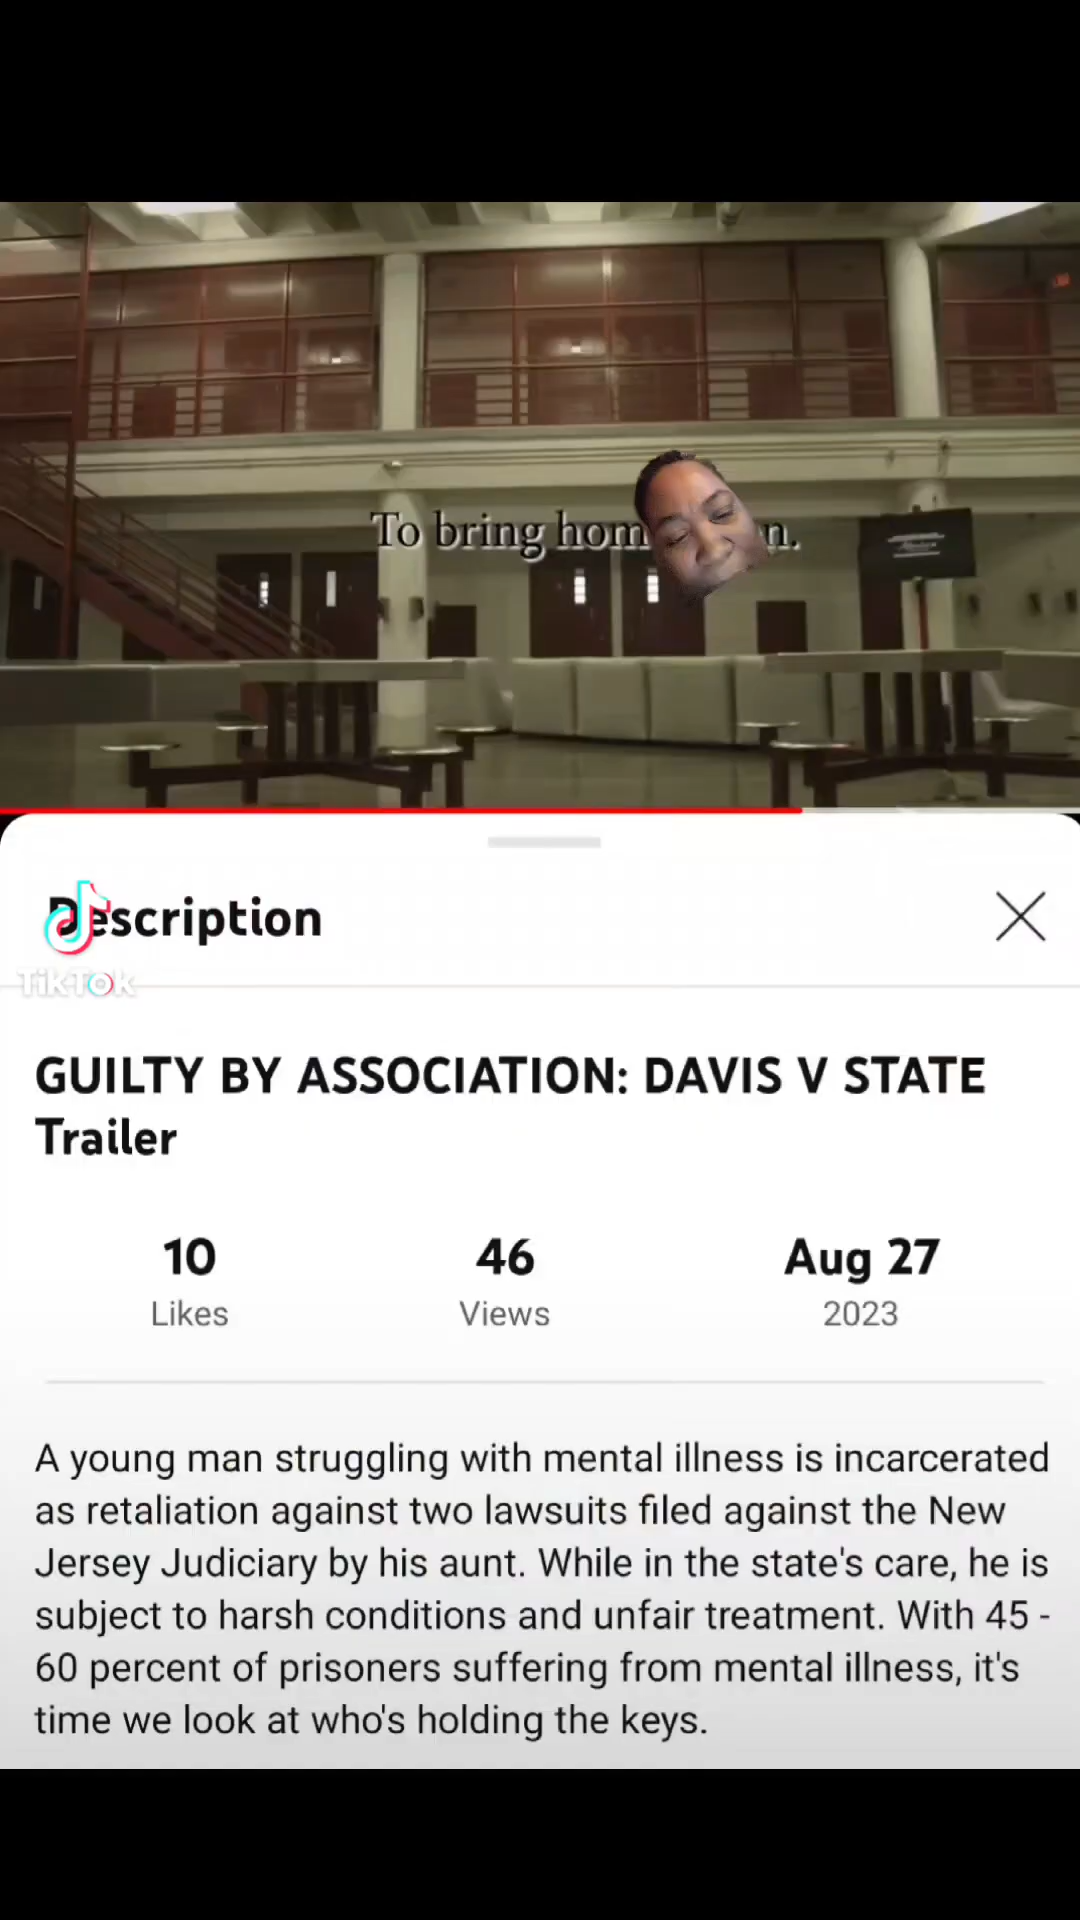 To bring hom n.
Description
TikTok
GUILTY BY ASSOCIATION: DAVIS V STATE
Trailer
10
46
Aug 27
Likes
Views
2023
A young man struggling with mental illness is incarcerated
as retaliation against two lawsuits filed against the New
Jersey Judiciary by his aunt. While in the state's care, he is
subject to harsh conditions and unfair treatment. With 45 -
60 percent of prisoners suffering from mental illness, it's
time we look at who's holding the keys.